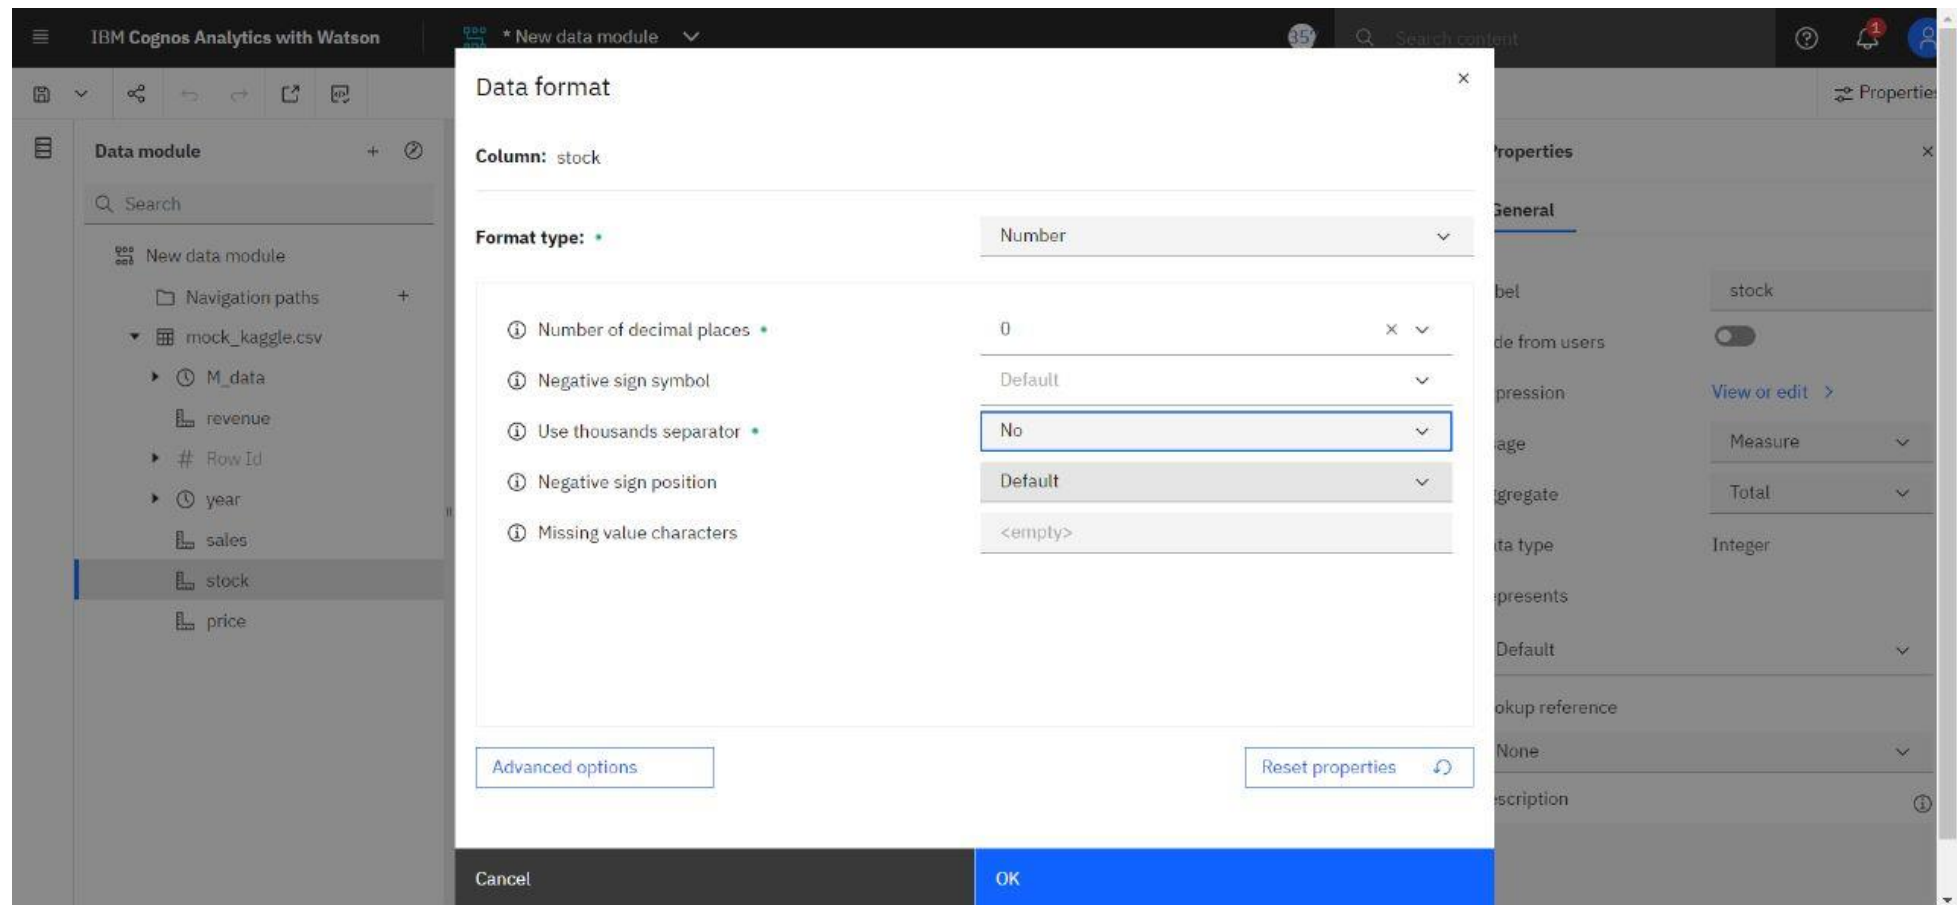 IBM Cognos Analytics with Watson
* New data module
Search content
1
Properties
Data module
Search
New data module
Navigation paths
mock_kaggle.csv
M_data
revenue
# Row Id
year
sales
stock
price
Data format
Column: stock
Format type: •
Number
Number of decimal places •
0
Negative sign symbol
Default
Use thousands separator •
No
Negative sign position
Default
Missing value characters
<empty>
Advanced options
Reset properties
Cancel
OK
Properties
General
bel
stock
de from users
pression
View or edit
age
Measure
gregate
Total
ta type
Integer
presents
Default
okup reference
None
scription